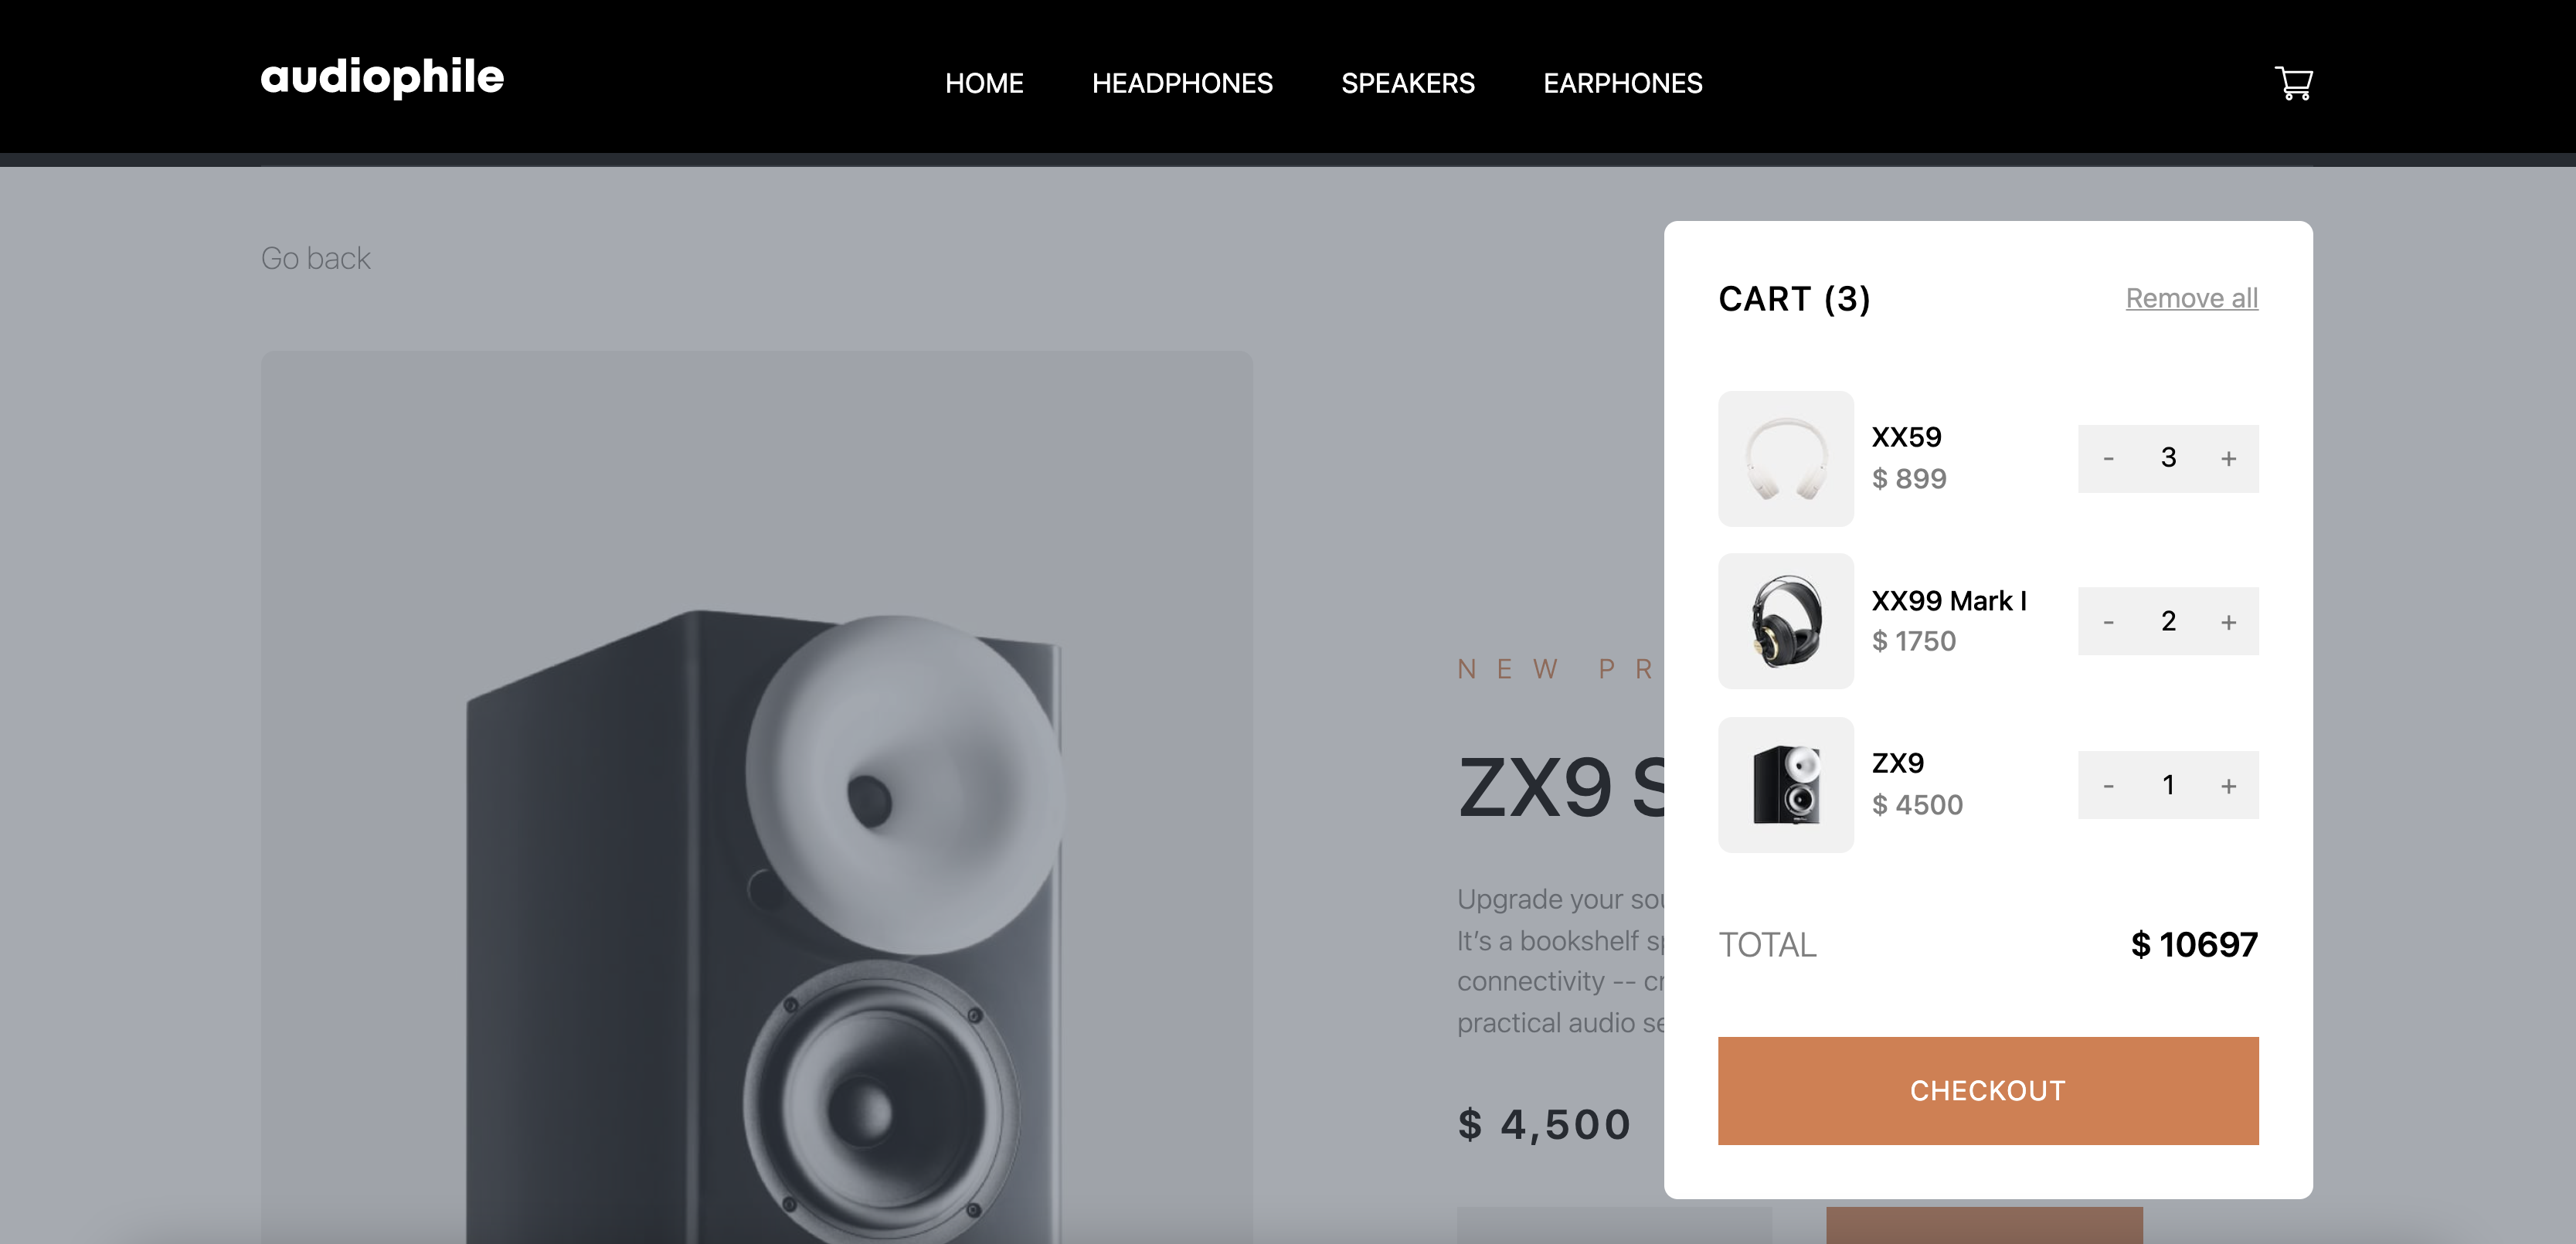 audiophile
HOME HEADPHONES SPEAKERS EARPHONES
Go back
CART (3) Remove all
XX59
$ 899
- 3 +
XX99 Mark I
$ 1750
- 2 +
ZX9
$ 4500
- 1 +
TOTAL $ 10697
CHECKOUT
NEW
ZX9
Upgrade your
It's a bookshelf
connectivity --
practical audio
$ 4,500